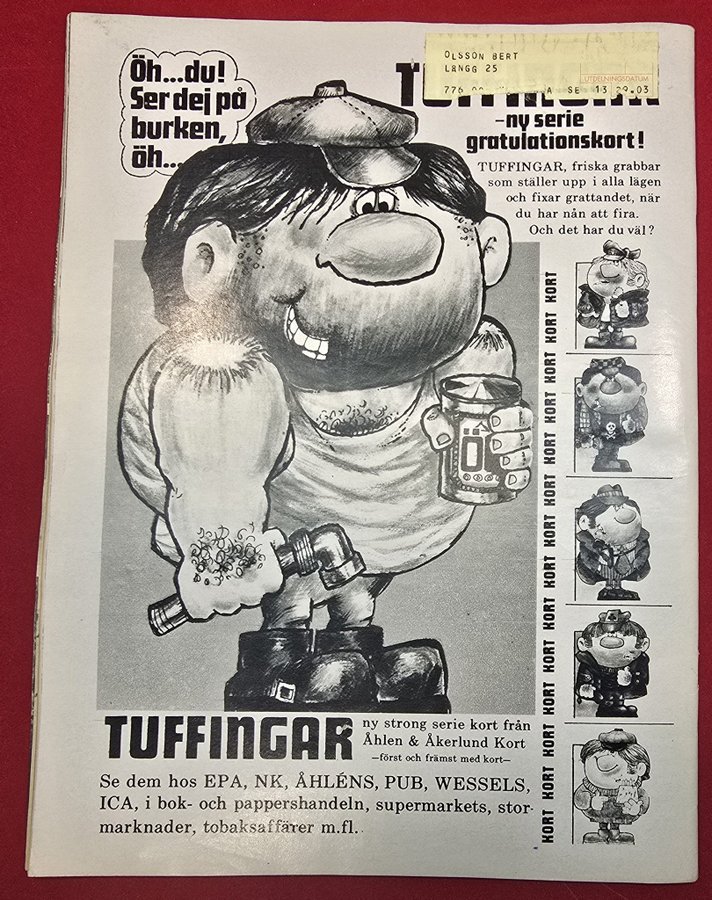 Öh...du!
Ser dej på
burken,
öh...
OLSSON BERT
LANGG 25
UTDELNINGSDATUM
776 SE 13 29.03
TUFFINGAR
–ny serie
gratulationskort!
TUFFINGAR, friska grabbar
som ställer upp i alla lägen
och fixar grattandet, när
du har nån att fira.
Och det har du väl?
Ö
KORT KORT KORT KORT KORT KORT KORT KORT KORT KORT KORT KORT KORT KORT
TUFFINGAR
ny strong serie kort från
Åhlen & Åkerlund Kort
—först och främst med kort—
Se dem hos EPA, NK, ÅHLÉNS, PUB, WESSELS,
ICA, i bok- och pappershandeln, supermarkets, stor-
marknader, tobaksaffärer m.fl.